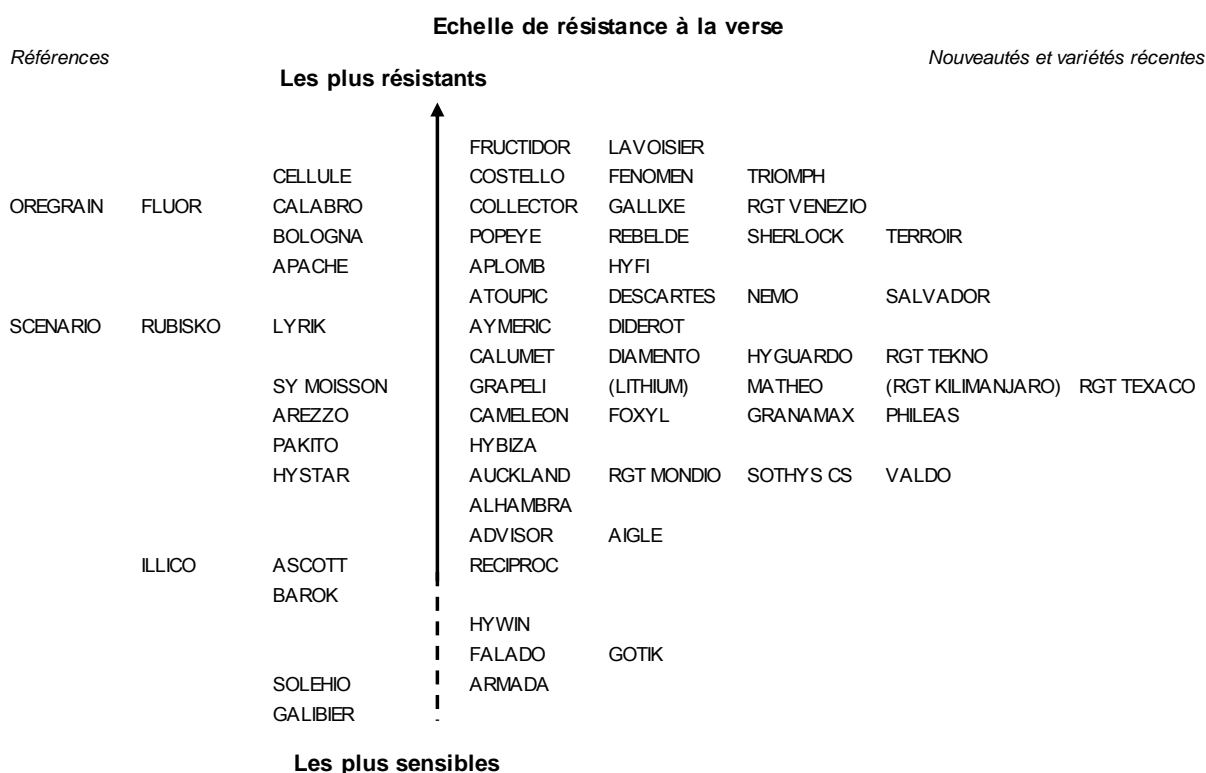 Echelle de résistance à la verse
Références Nouveautés et variétés récentes
Les plus résistants
FRUCTIDOR LAVOISIER
CELLULE COSTELLO FENOMEN TRIOMPH
OREGRAIN FLUOR CALABRO COLLECTOR GALLIXE RGT VENEZIO
BOLOGNA POPEYE REBELDE SHERLOCK TERROIR
APACHE APLOMB HYFI
ATOUPIC DESCARTES NEMO SALVADOR
SCENARIO RUBISKO LYRIK AYMERIC DIDEROT
CALUMET DIAMENTO HYGUARDO RGT TEKNO
SY MOISSON GRAPELI (LITHIUM) MATHEO (RGT KILIMANJARO) RGT TEXACO
AREZZO CAMELEON FOXYL GRANAMAX PHILEAS
PAKITO HYBIZA
HYSTAR AUCKLAND RGT MONDIO SOTHYS CS VALDO
ALHAMBRA
ADVISOR AIGLE
ILLICO ASCOTT RECIPROC
BAROK
HYWIN
FALADO GOTIK
SOLEHIO ARMADA
GALIBIER
Les plus sensibles